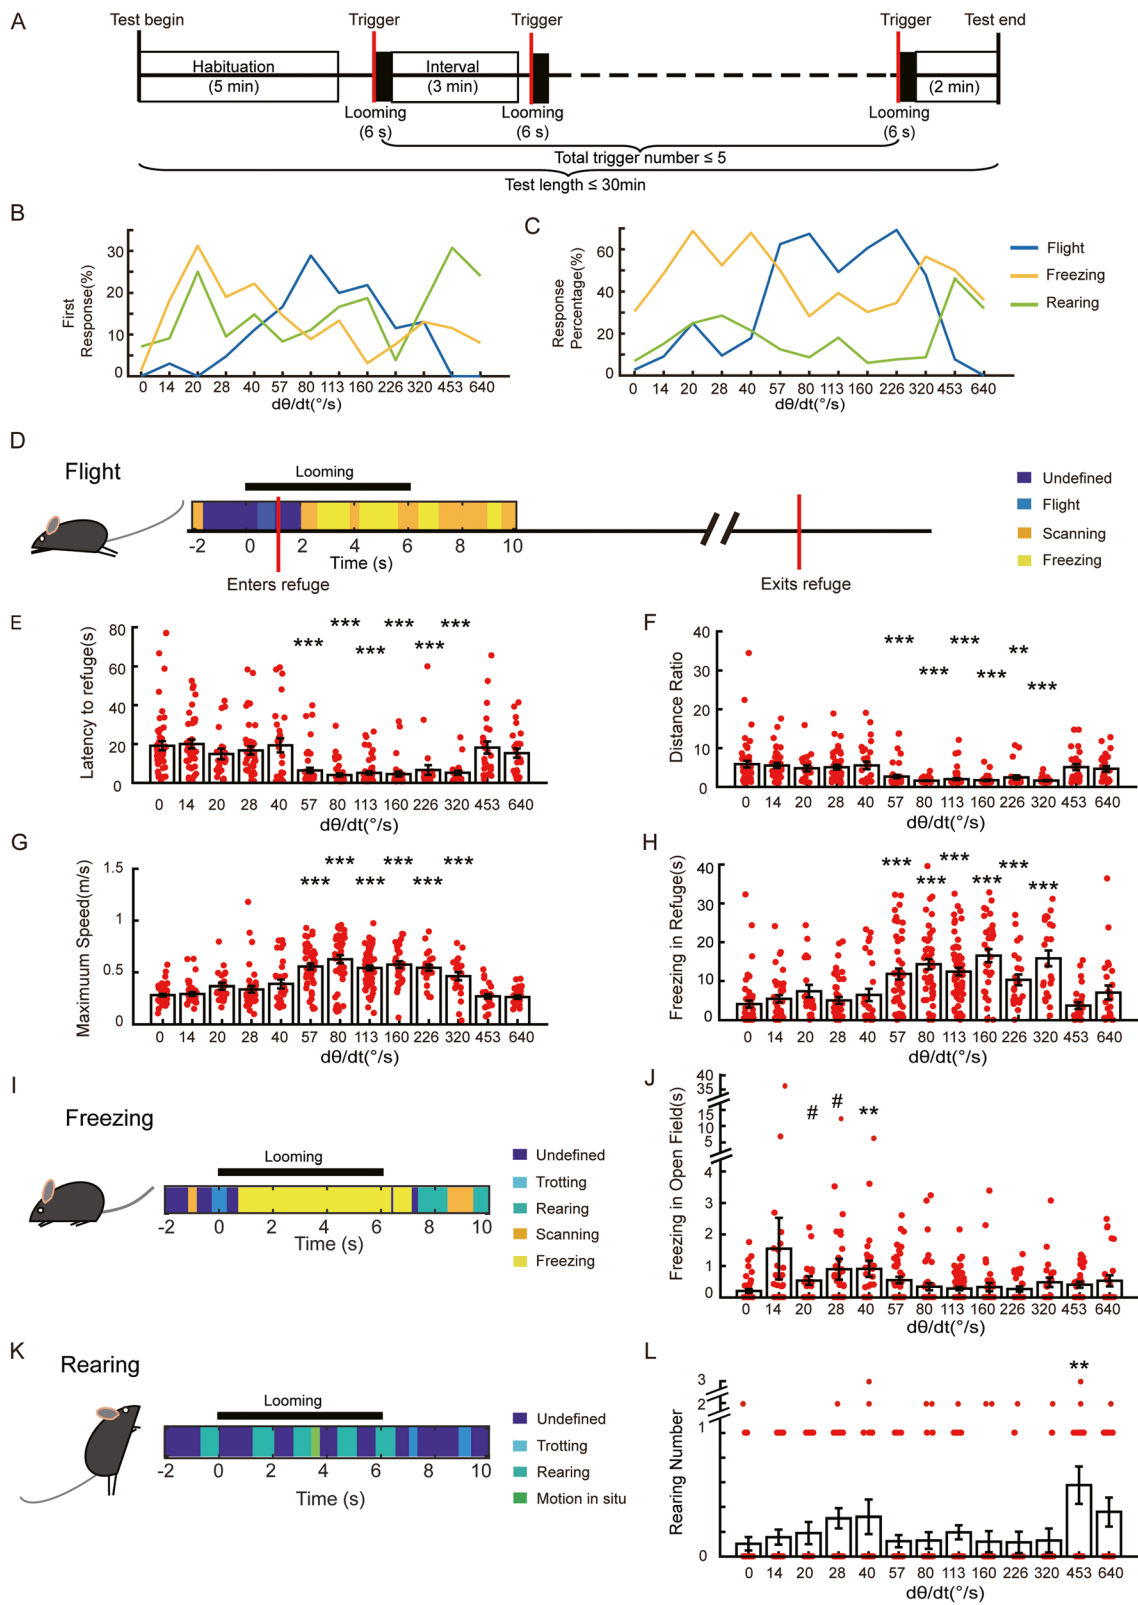 A
Test begin
Trigger
Trigger
Trigger
Test end
Habituation
(5 min)
Interval
(3 min)
(2 min)
Looming
(6 s)
Looming
(6 s)
Looming
(6 s)
Total trigger number ≤ 5
Test length ≤ 30min
B
First
Response(%)
30
20
10
0
0 14 20 28 40 57 80 113 160 226 320 453 640
dθ/dt(°/s)
C
Response
Percentage(%)
60
40
20
0
0 14 20 28 40 57 80 113 160 226 320 453 640
dθ/dt(°/s)
Flight
Freezing
Rearing
D
Flight
Looming
-2 0 2 4 6 8 10
Time (s)
Enters refuge
Exits refuge
Undefined
Flight
Scanning
Freezing
E
Latency to refuge(s)
80
60
40
20
0
*** *** *** *** *** ***
0 14 20 28 40 57 80 113 160 226 320 453 640
dθ/dt(°/s)
F
Distance Ratio
40
30
20
10
0
*** *** *** *** ** ***
0 14 20 28 40 57 80 113 160 226 320 453 640
dθ/dt(°/s)
G
Maximum Speed(m/s)
1.5
1
0.5
0
*** *** *** *** *** ***
0 14 20 28 40 57 80 113 160 226 320 453 640
dθ/dt(°/s)
H
Freezing in Refuge(s)
40
30
20
10
0
*** *** *** *** *** ***
0 14 20 28 40 57 80 113 160 226 320 453 640
dθ/dt(°/s)
I
Freezing
Looming
-2 0 2 4 6 8 10
Time (s)
Undefined
Trotting
Rearing
Scanning
Freezing
J
Freezing in Open Field(s)
40
35
15
10
5
4
3
2
1
0
# # **
0 14 20 28 40 57 80 113 160 226 320 453 640
dθ/dt(°/s)
K
Rearing
Looming
-2 0 2 4 6 8 10
Time (s)
Undefined
Trotting
Rearing
Motion in situ
L
Rearing Number
3
2
1
0
**
0 14 20 28 40 57 80 113 160 226 320 453 640
dθ/dt(°/s)